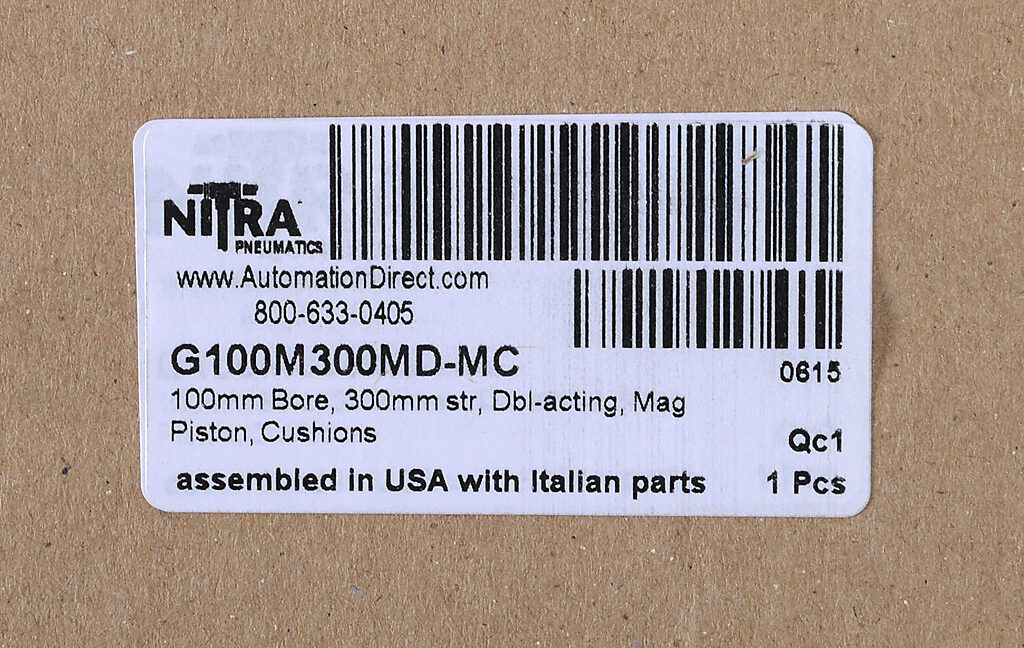 NITRA
PNEUMATICS
www.AutomationDirect.com
800-633-0405
G100M300MD-MC
0615
100mm Bore, 300mm str, Dbl-acting, Mag
Piston, Cushions
Qc1
assembled in USA with Italian parts
1 Pcs